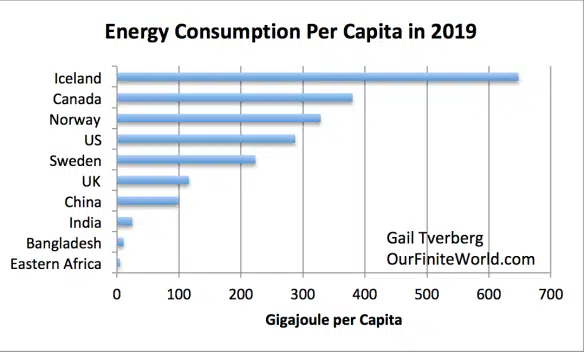 Energy Consumption Per Capita in 2019
Iceland
Canada
Norway
US
Sweden
UK
China
India
Bangladesh
Eastern Africa
Gail Tverberg
OurFiniteWorld.com
0 100 200 300 400 500 600 700
Gigajoule per Capita